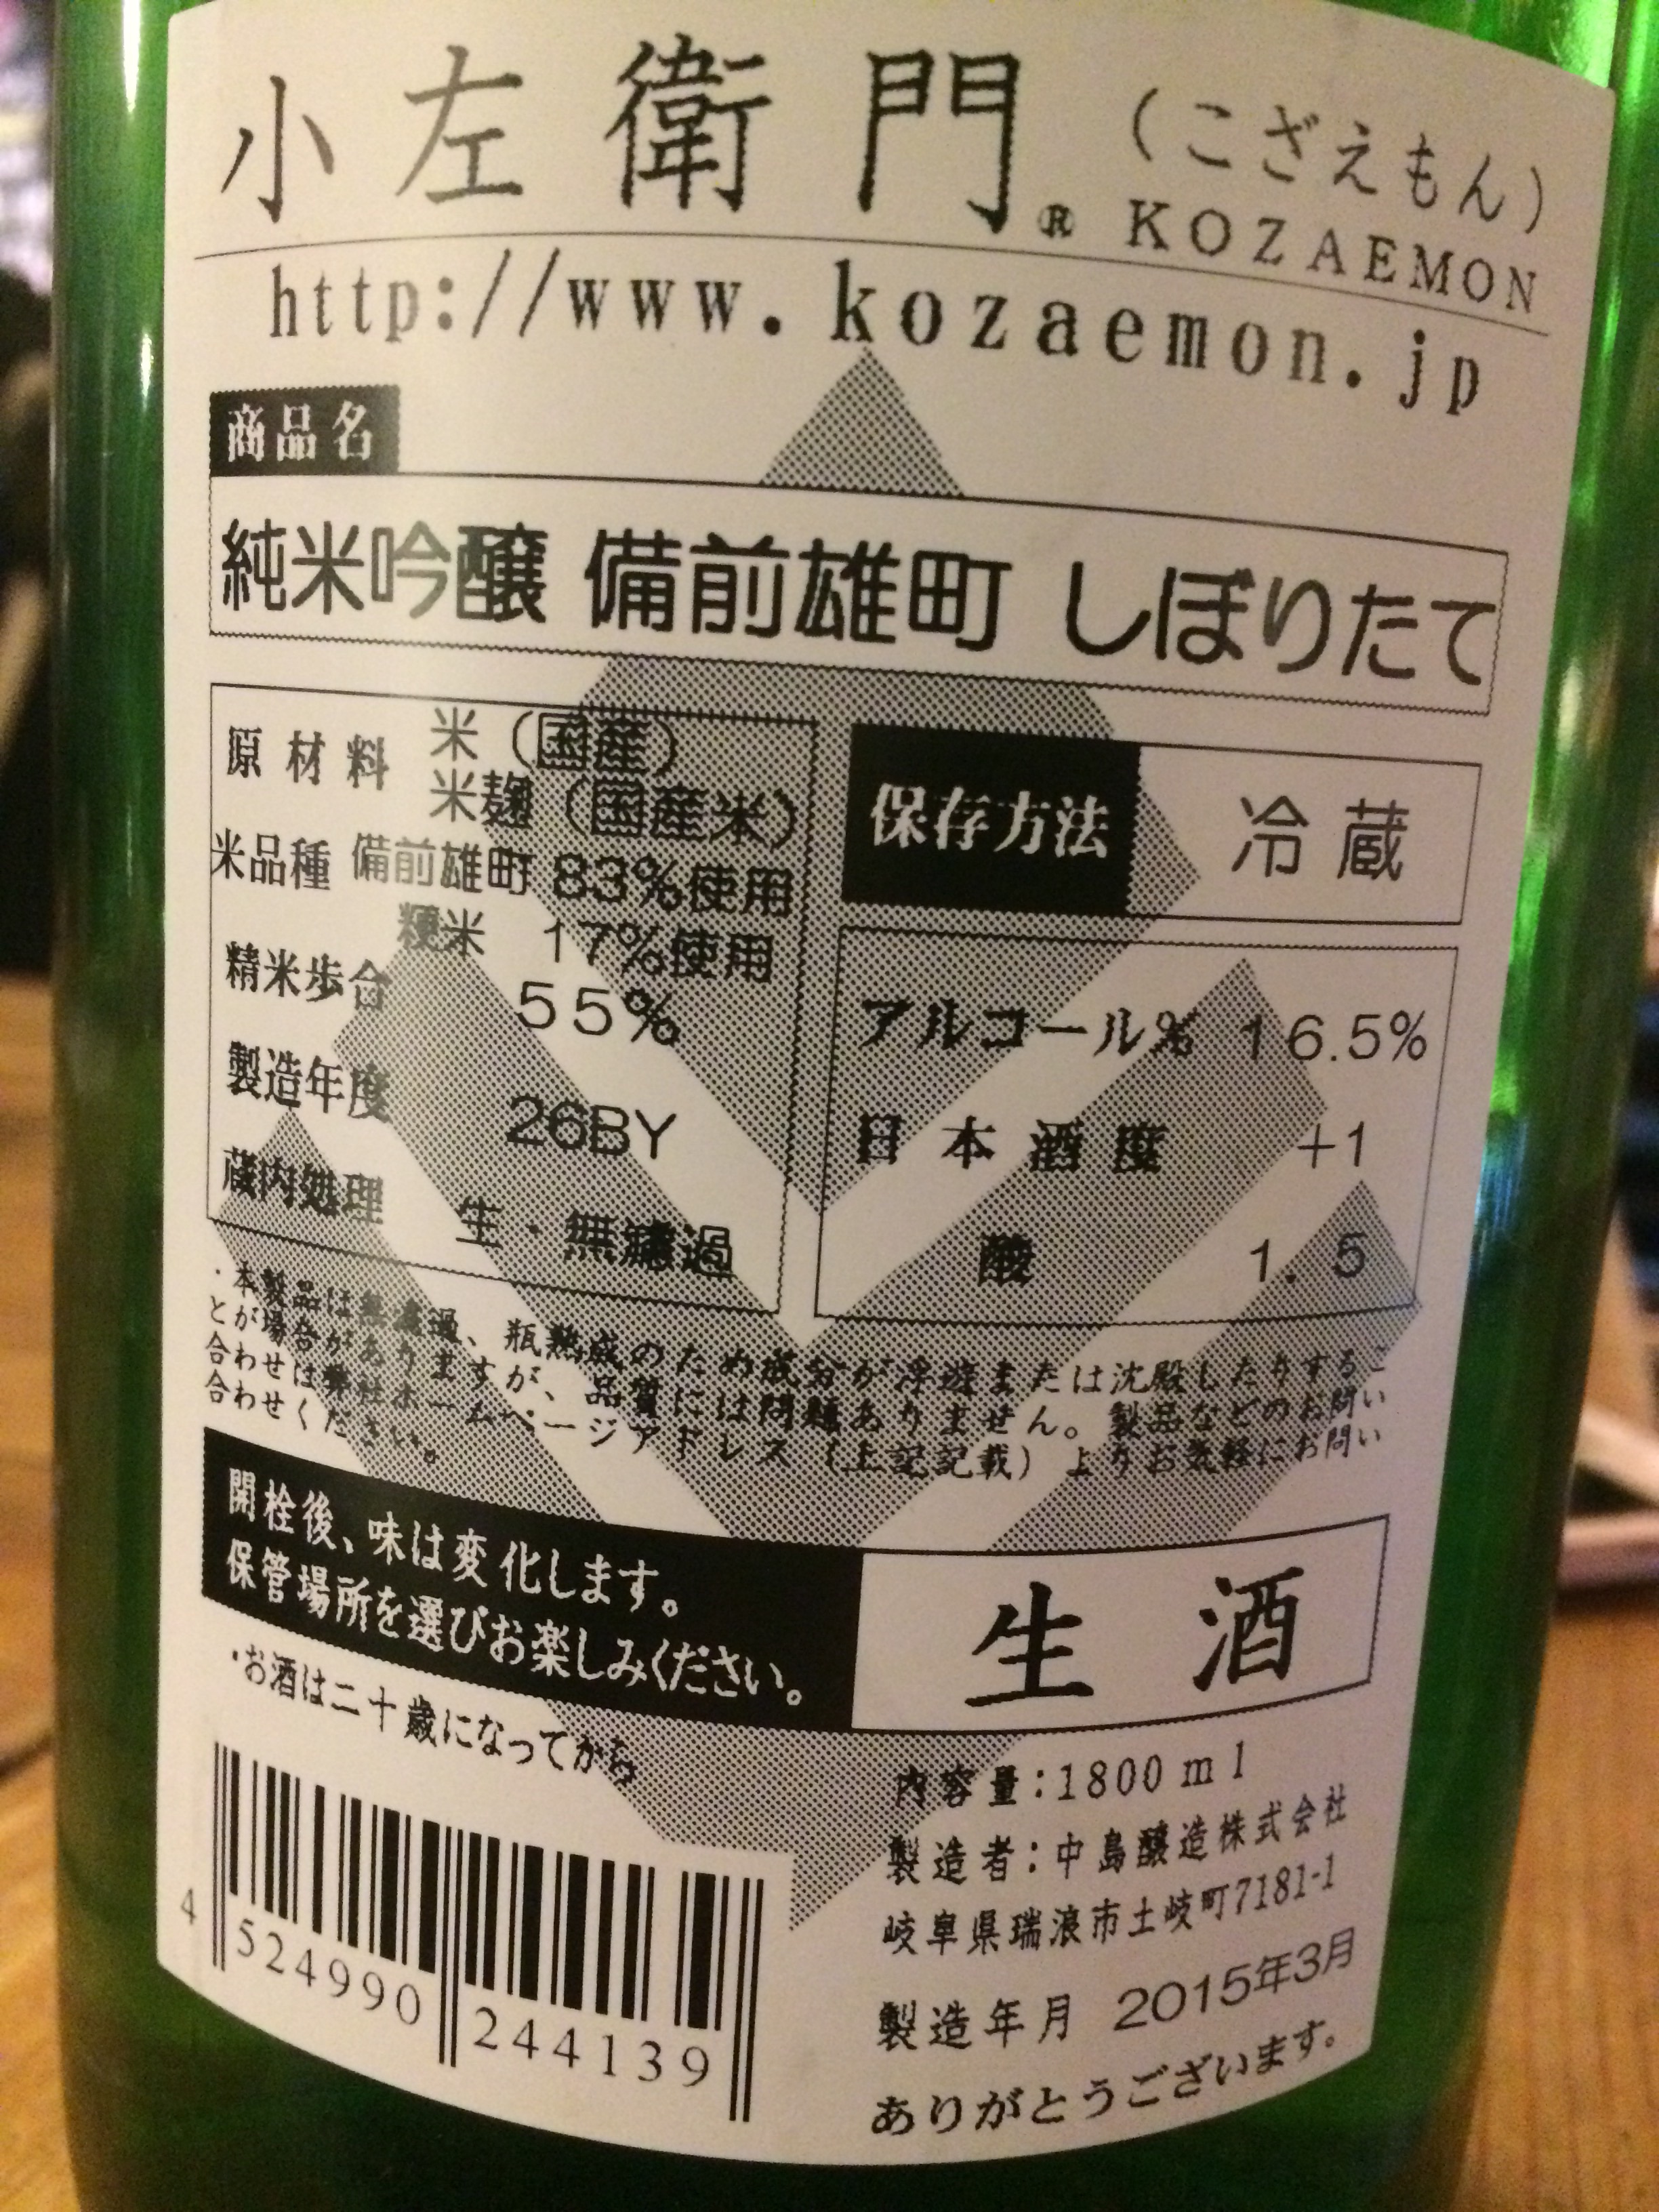 小左衛門® (こざえもん)
KOZAEMON
http://www.kozaemon.jp
商品名
純米吟醸 備前雄町 しぼりたて
原材料 米(国産)
米麹(国産米)
米品種 備前雄町 83%使用
粳米 17%使用
精米歩合 55%
製造年度 26BY
蔵内処理 生・無濾過
保存方法 冷蔵
アルコール% 16.5%
日本酒度 +1
酸 1.5
・本製品は無濾過、瓶熟成のため成分が浮遊または沈殿したりするこ
とが場合がありますが、品質には問題ありません。製品などのお問い
合わせは弊社ホームページアドレス(上記記載)よりお気軽にお問い
合わせください。
開栓後、味は変化します。
保管場所を選びお楽しみください。
生酒
・お酒は二十歳になってから
内容量:1800ml
製造者:中島醸造株式会社
岐阜県瑞浪市土岐町7181-1
製造年月 2015年3月
ありがとうございます。
4 524990 244139